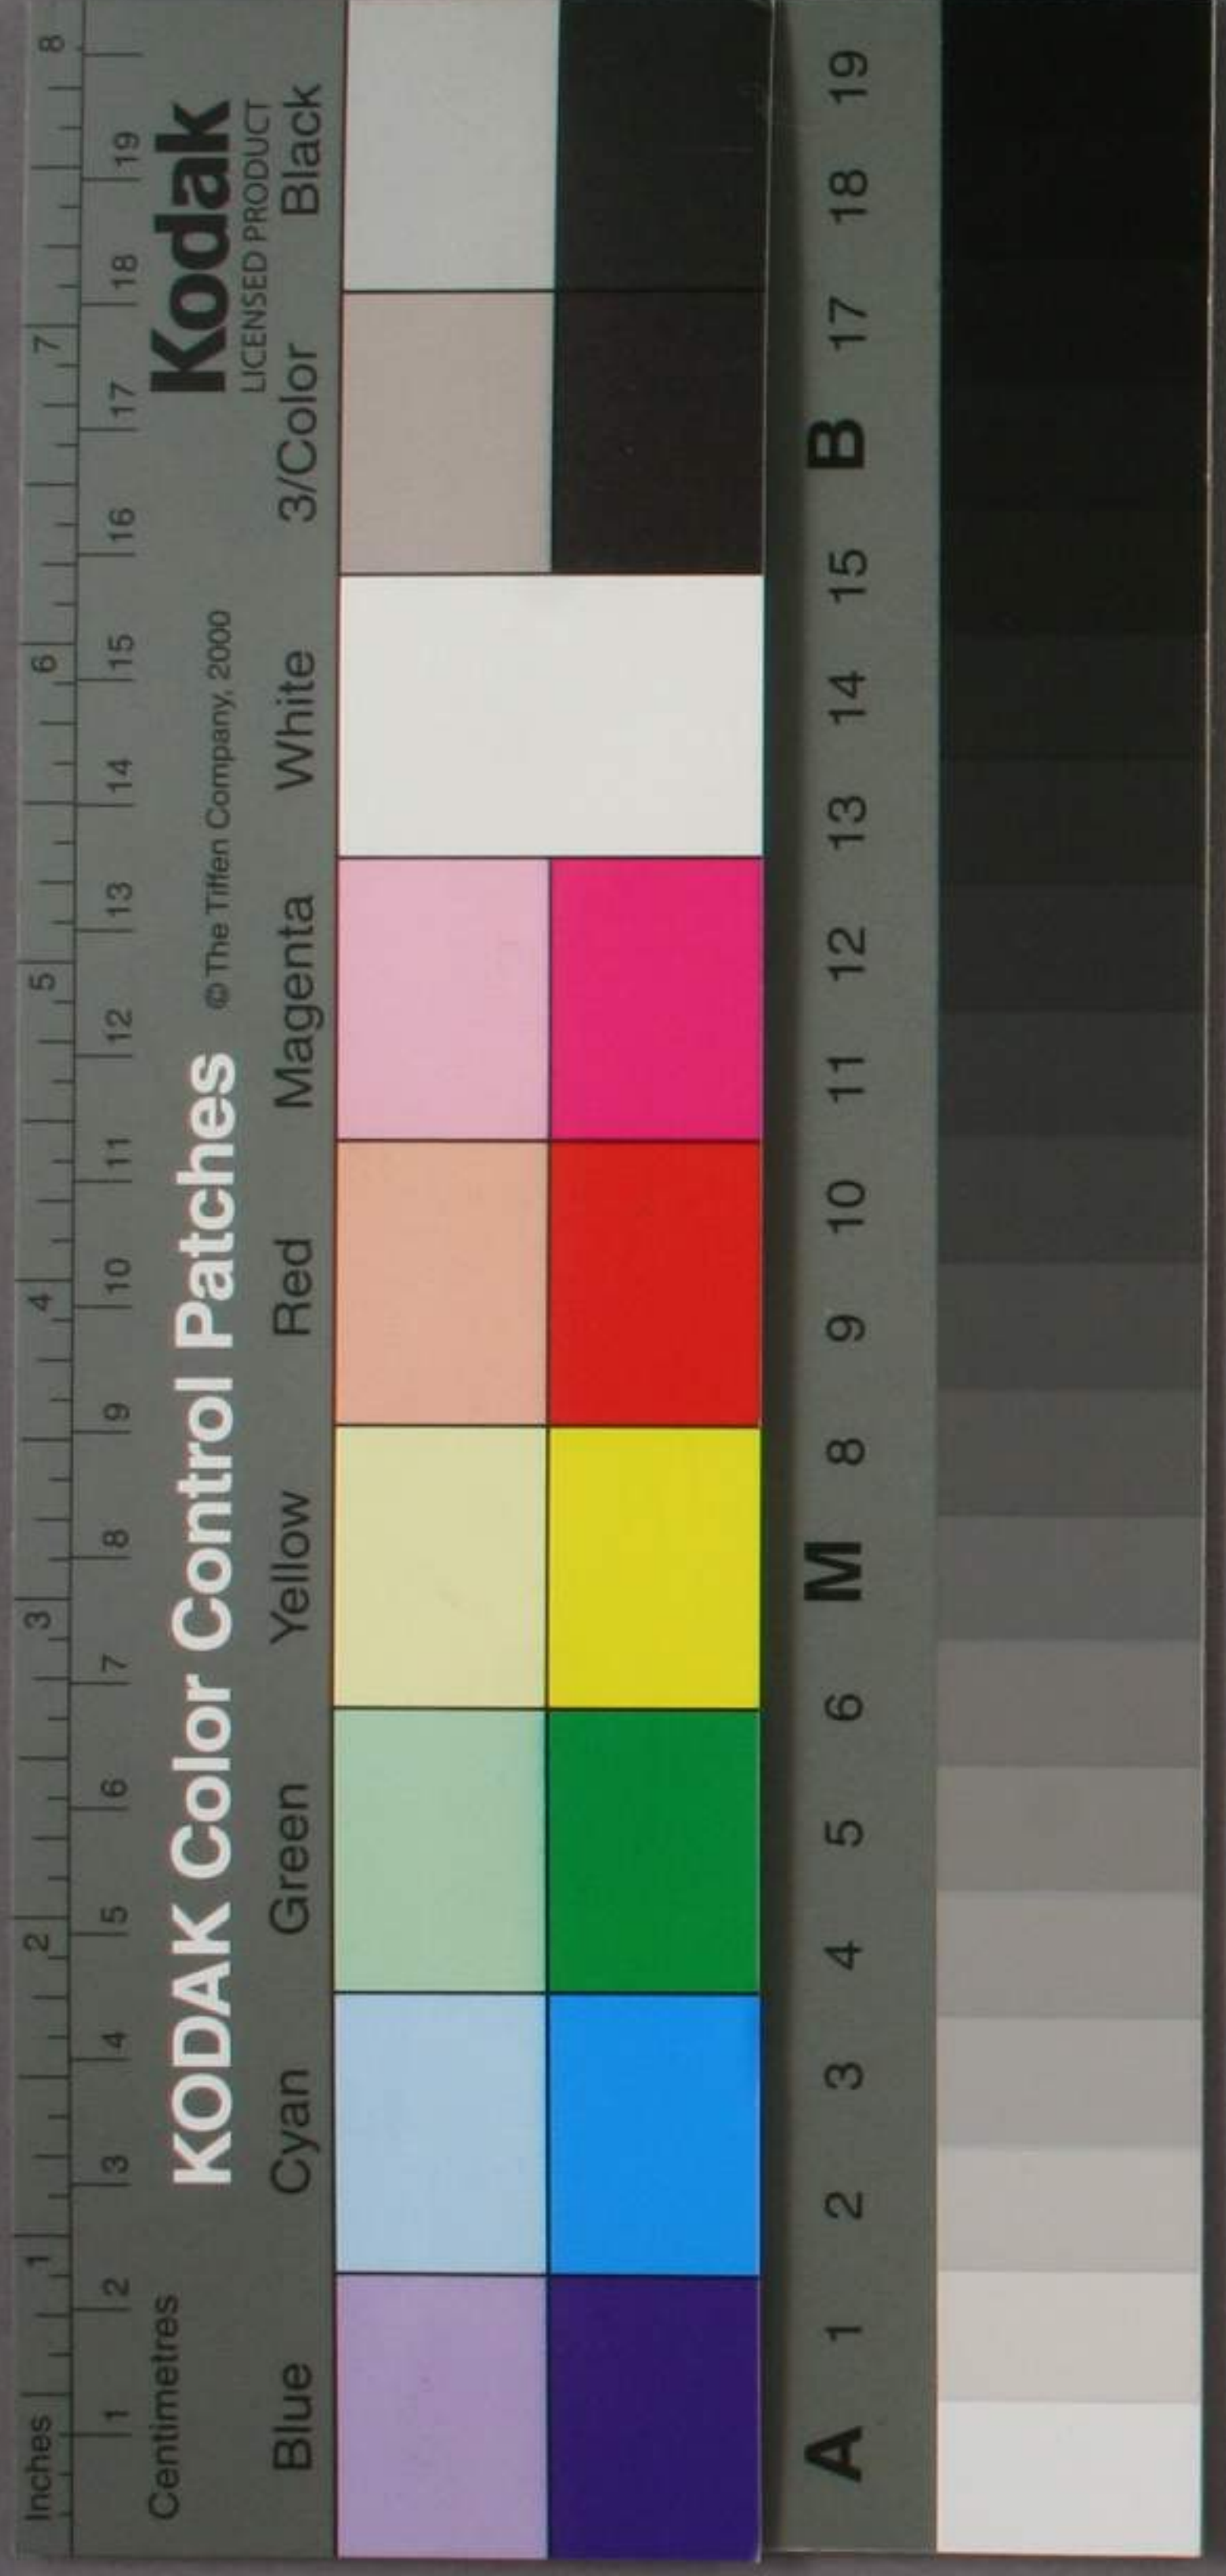 Inches 1 2 3 4 5 6 7 8
1 2 3 4 5 6 7 8 9 10 11 12 13 14 15 16 17 18 19
Centimetres
KODAK Color Control Patches © The Tiffen Company, 2000 Kodak
LICENSED PRODUCT
Blue Cyan Green Yellow Red Magenta White 3/Color Black
A 1 2 3 4 5 6 M 8 9 10 11 12 13 14 15 B 17 18 19